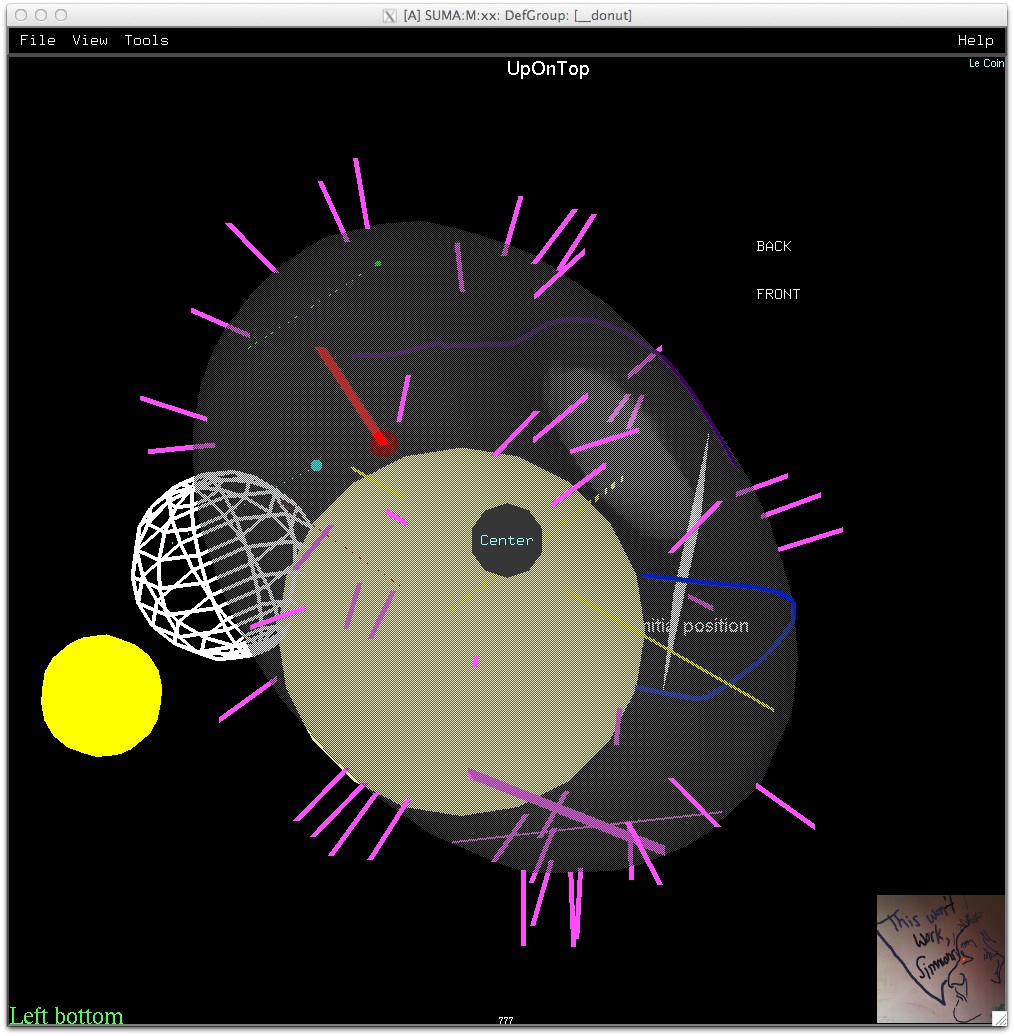 [A] SUMA:M:xx: DefGroup: [__donut]
File View Tools Help
UpOnTop
Le Coin
BACK
FRONT
Center
nitial position
This won't
work,
Simmons
Left bottom
777